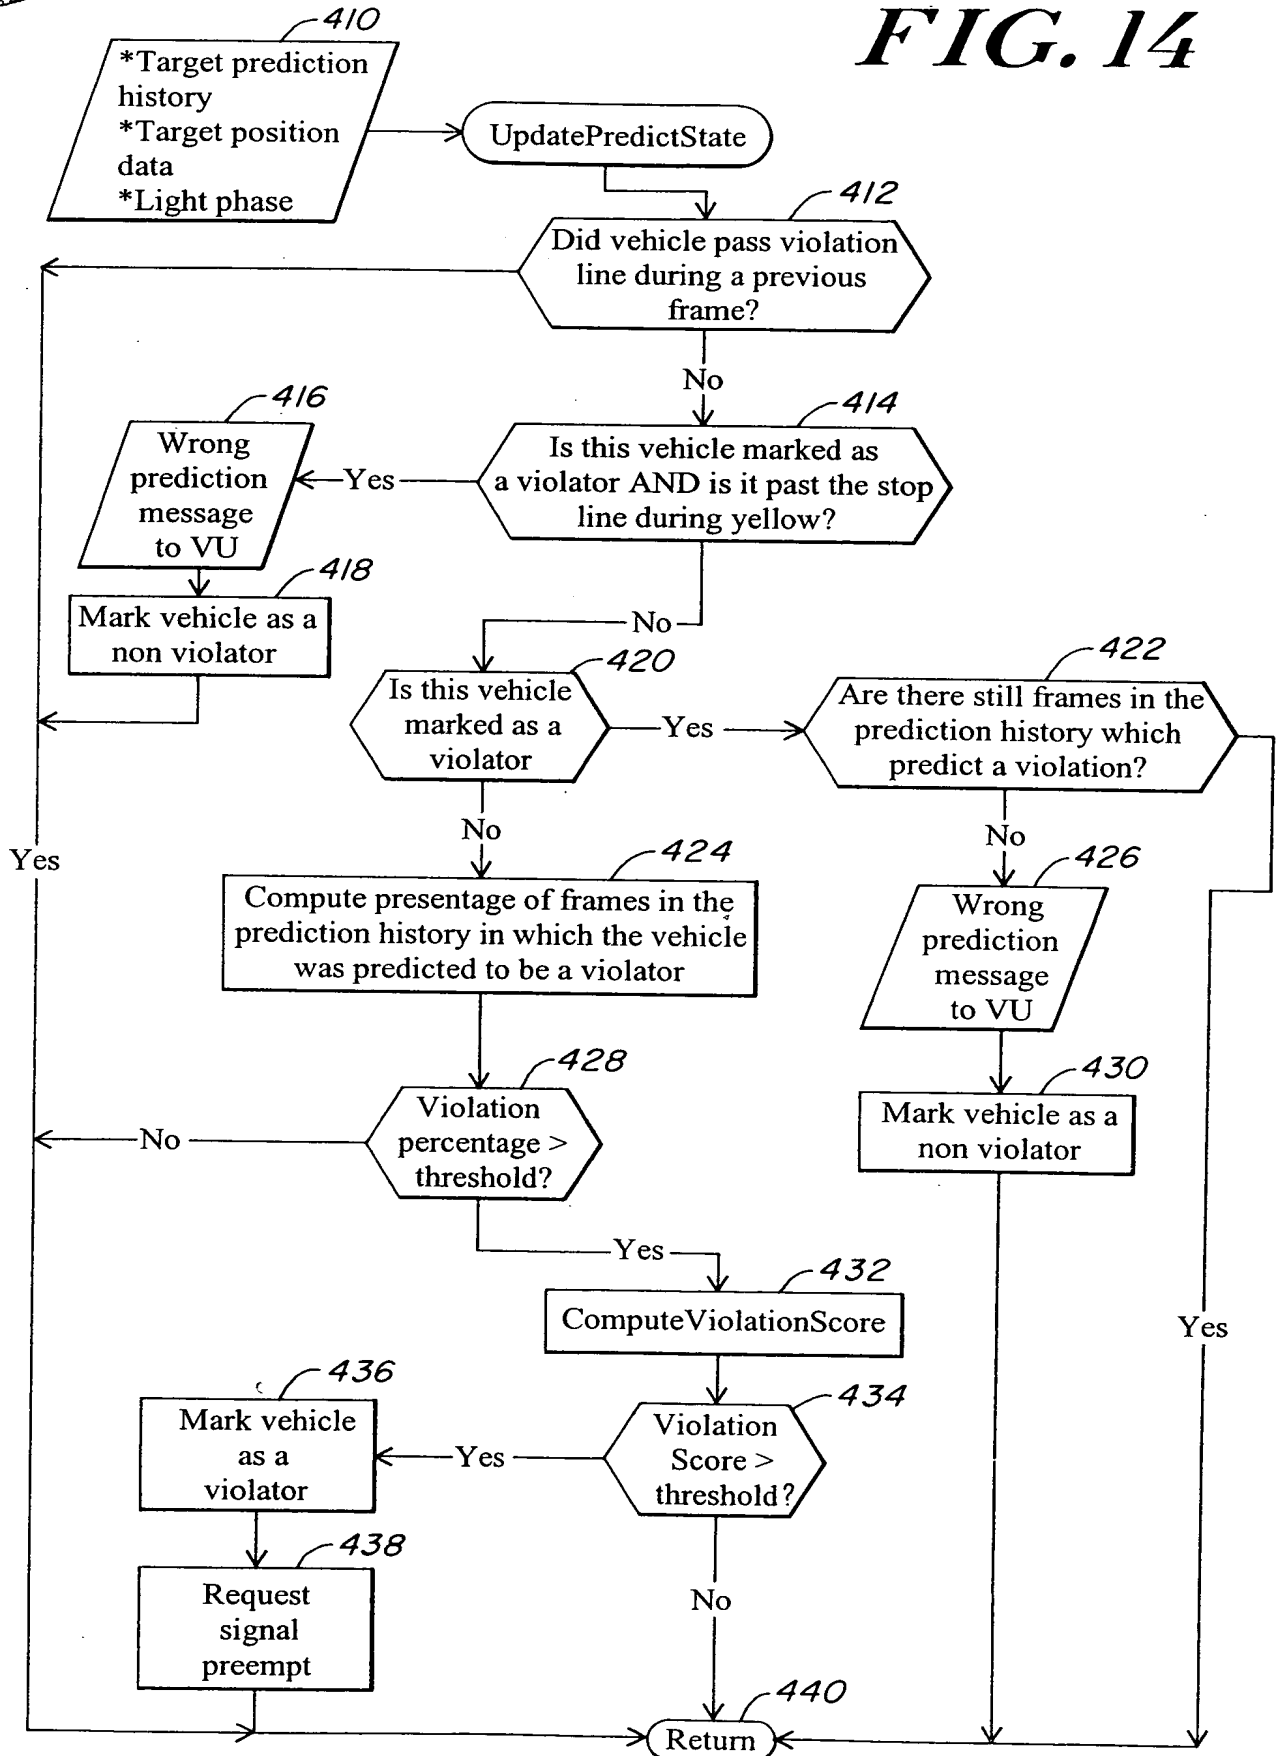 FIG. 14
410
*Target prediction
history
*Target position
data
*Light phase
UpdatePredictState
412
Did vehicle pass violation
line during a previous
frame?
No
416
414
Wrong
prediction
message
to VU
Yes
Is this vehicle marked as
a violator AND is it past the stop
line during yellow?
418
Mark vehicle as a
non violator
No
420
Is this vehicle
marked as a
violator
Yes
422
Are there still frames in the
prediction history which
predict a violation?
No
No
Yes
424
Compute presentage of frames in the
prediction history in which the vehicle
was predicted to be a violator
426
Wrong
prediction
message
to VU
428
Violation
percentage >
threshold?
No
430
Mark vehicle as a
non violator
Yes
432
ComputeViolationScore
Yes
436
Mark vehicle
as a
violator
Yes
434
Violation
Score >
threshold?
438
Request
signal
preempt
No
440
Return